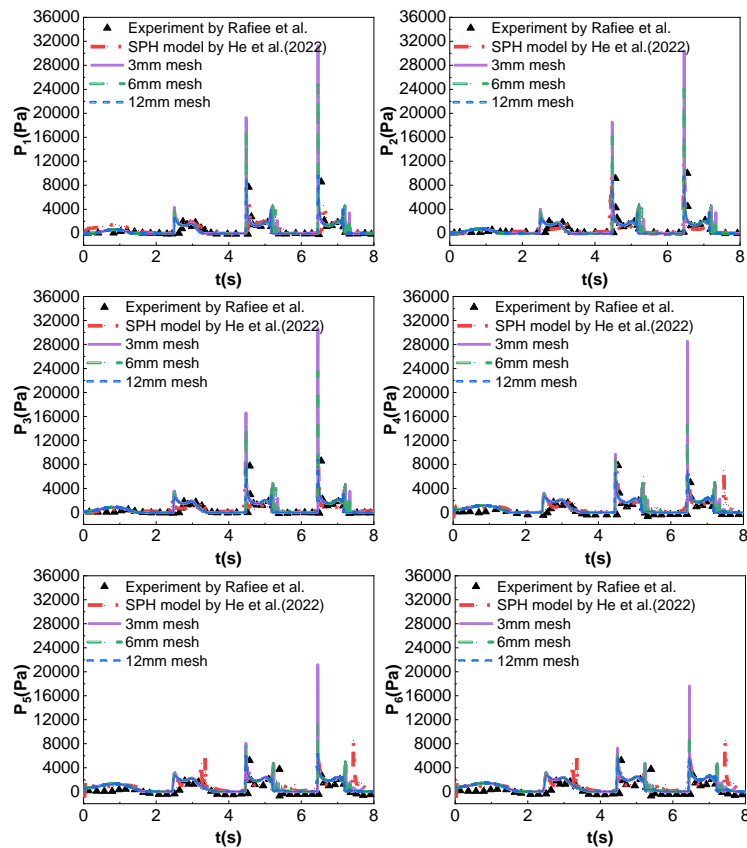 36000
32000
28000
24000
20000
16000
12000
8000
4000
0
P1(Pa)
Experiment by Rafiee et al.
SPH model by He et al.(2022)
3mm mesh
6mm mesh
12mm mesh
0 2 4 6 8
t(s)
36000
32000
28000
24000
20000
16000
12000
8000
4000
0
P2(Pa)
Experiment by Rafiee et al.
SPH model by He et al.(2022)
3mm mesh
6mm mesh
12mm mesh
0 2 4 6 8
t(s)
36000
32000
28000
24000
20000
16000
12000
8000
4000
0
P3(Pa)
Experiment by Rafiee et al.
SPH model by He et al.(2022)
3mm mesh
6mm mesh
12mm mesh
0 2 4 6 8
t(s)
36000
32000
28000
24000
20000
16000
12000
8000
4000
0
P4(Pa)
Experiment by Rafiee et al.
SPH model by He et al.(2022)
3mm mesh
6mm mesh
12mm mesh
0 2 4 6 8
t(s)
36000
32000
28000
24000
20000
16000
12000
8000
4000
0
P5(Pa)
Experiment by Rafiee et al.
SPH model by He et al.(2022)
3mm mesh
6mm mesh
12mm mesh
0 2 4 6 8
t(s)
36000
32000
28000
24000
20000
16000
12000
8000
4000
0
P6(Pa)
Experiment by Rafiee et al.
SPH model by He et al.(2022)
3mm mesh
6mm mesh
12mm mesh
0 2 4 6 8
t(s)